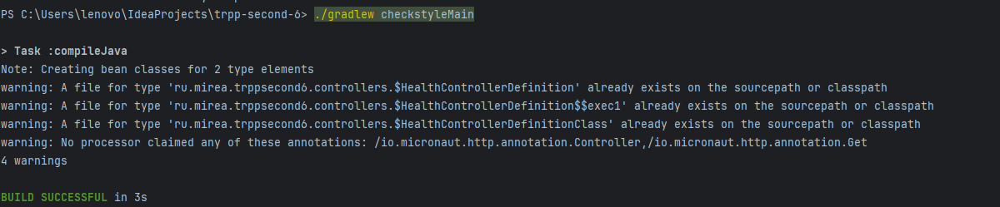 PS C:\Users\lenovo\IdeaProjects\trpp-second-6> ./gradlew checkstyleMain
> Task :compileJava
Note: Creating bean classes for 2 type elements
warning: A file for type 'ru.mirea.trppsecond6.controllers.$HealthControllerDefinition' already exists on the sourcepath or classpath
warning: A file for type 'ru.mirea.trppsecond6.controllers.$HealthControllerDefinition$$exec1' already exists on the sourcepath or classpath
warning: A file for type 'ru.mirea.trppsecond6.controllers.$HealthControllerDefinitionClass' already exists on the sourcepath or classpath
warning: No processor claimed any of these annotations: /io.micronaut.http.annotation.Controller,/io.micronaut.http.annotation.Get
4 warnings
BUILD SUCCESSFUL in 3s